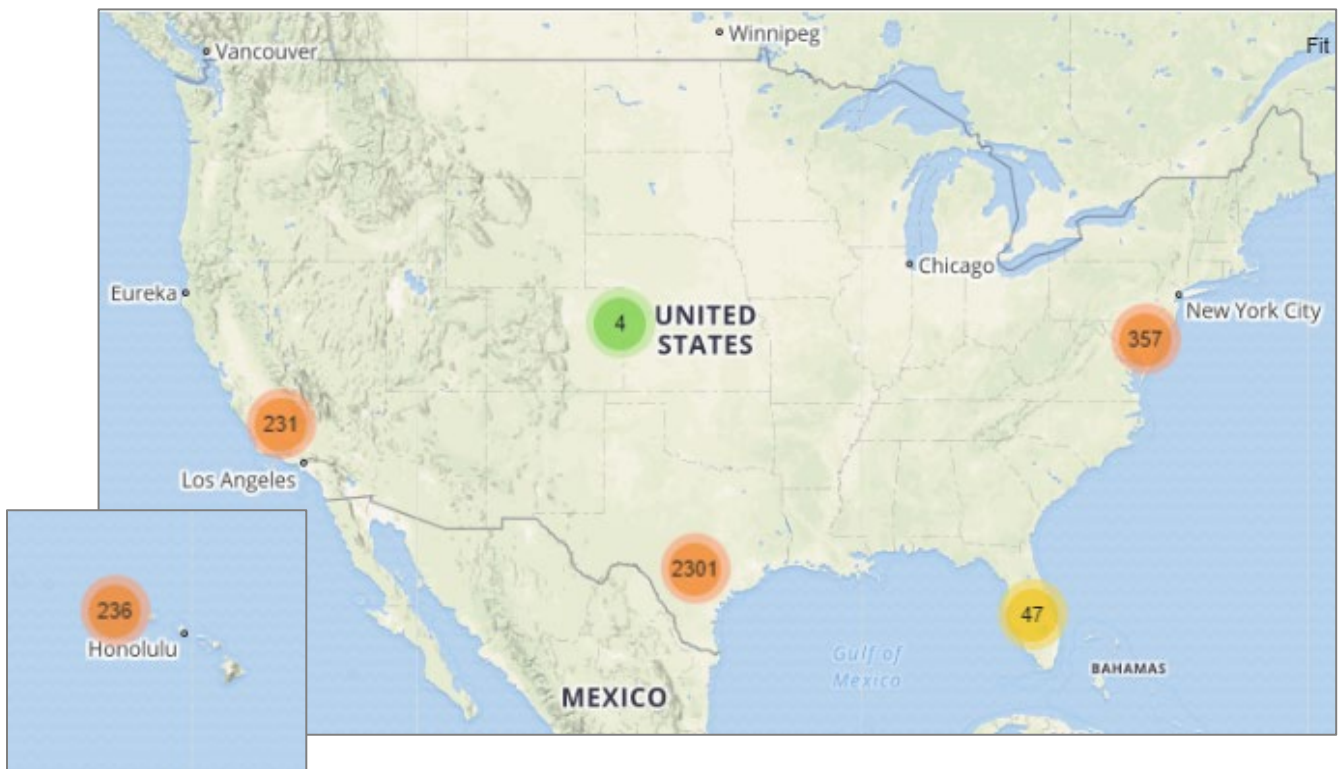 Winnipeg
Fit
Vancouver
Chicago
Eureka
New York City
4
UNITED
STATES
357
231
Los Angeles
2301
236
47
Honolulu
Gulf of
Mexico
BAHAMAS
MEXICO